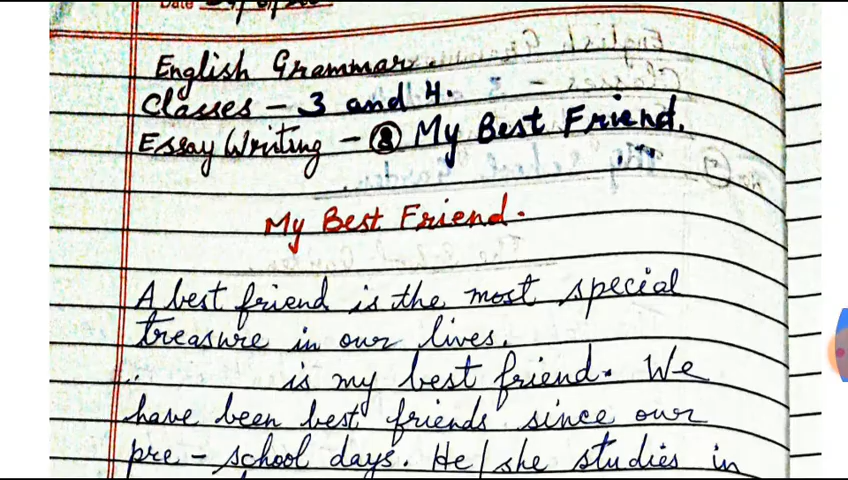 Date
English Grammar.
Classes - 3 and 4.
Essay Writing - ⑧ My Best Friend.
My Best Friend.
A best friend is the most special
treasure in our lives.
is my best friend. We
have been best friends since our
pre-school days. He/she studies in